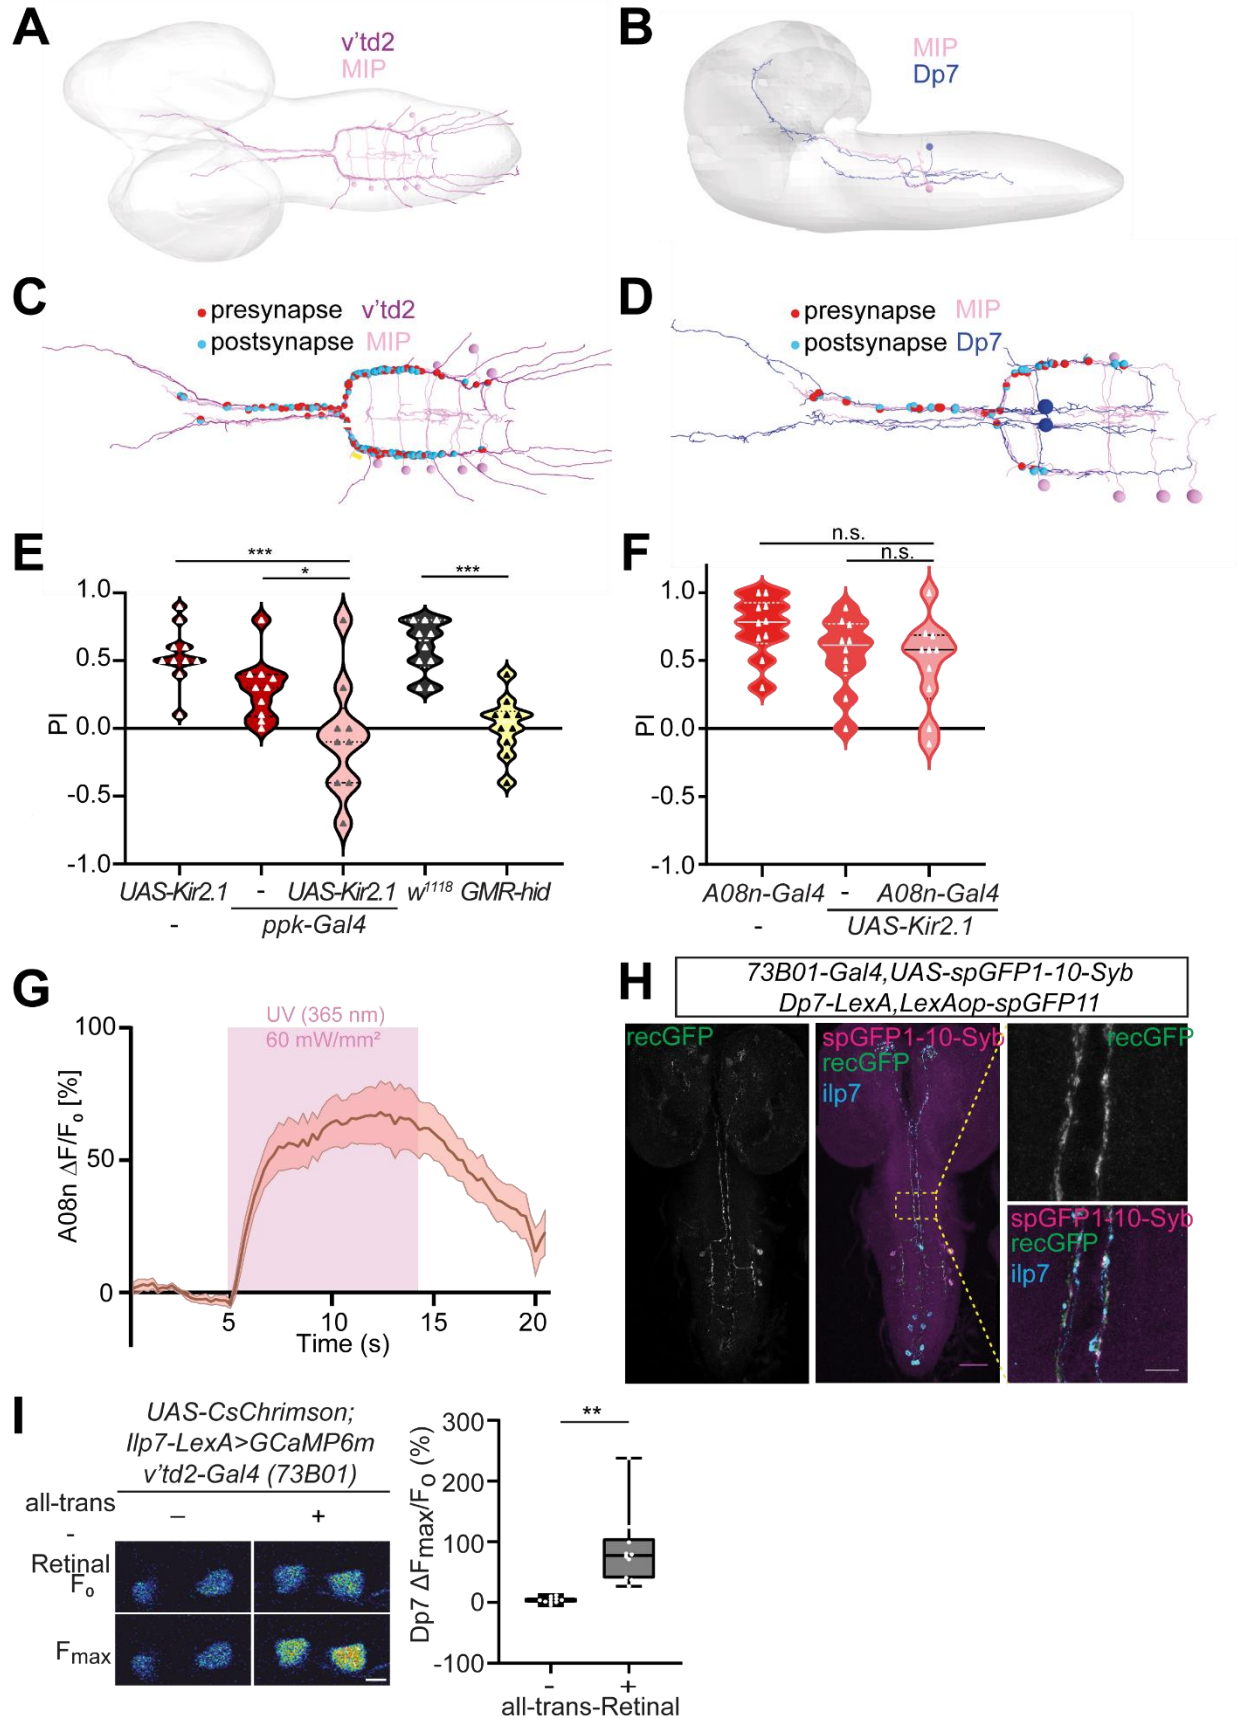 A
v'td2
MIP
B
MIP
Dp7
C
presynapse v'td2
postsynapse MIP
D
presynapse MIP
postsynapse Dp7
E
*** 
*
***
1.0
0.5
0.0
-0.5
-1.0
PI
UAS-Kir2.1 - UAS-Kir2.1 w1118 GMR-hid
- ppk-Gal4
F
n.s.
n.s.
1.0
0.5
0.0
-0.5
-1.0
PI
A08n-Gal4 - A08n-Gal4
- UAS-Kir2.1
G
UV (365 nm)
60 mW/mm²
100
50
0
A08n ΔF/Fo [%]
5 10 15 20
Time (s)
H
73B01-Gal4,UAS-spGFP1-10-Syb
Dp7-LexA,LexAop-spGFP11
recGFP
spGFP1-10-Syb
recGFP
ilp7
recGFP
spGFP1-10-Syb
recGFP
ilp7
I
UAS-CsChrimson;
Ilp7-LexA>GCaMP6m
v'td2-Gal4 (73B01)
all-trans
-
Retinal
– +
Fo
Fmax
**
300
200
100
0
-100
Dp7 ΔFmax/Fo (%)
- +
all-trans-Retinal